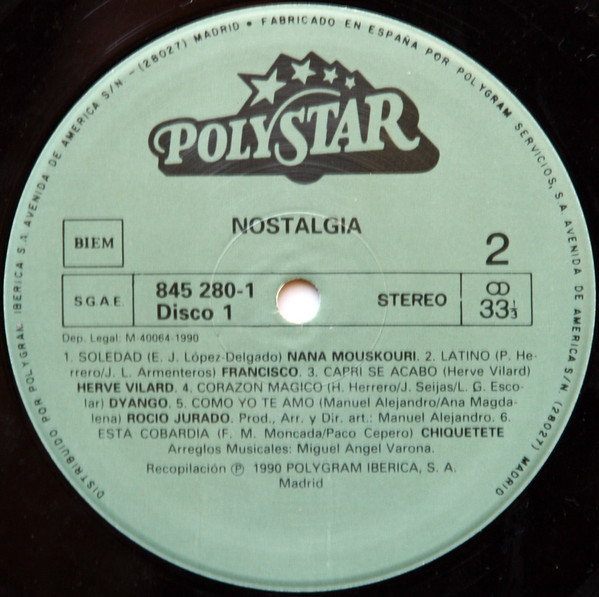 DISTRIBUIDO POR POLYGRAK IBERICA S.A. AVENIDA DE AMERICA S/N - (28027) MADRID • FABRICADO EN ESPAÑA POR POLYGRAM SERVICIOS, S.A. AVENIDA DE AMERICA S/N (28027) MADRID
POLYSTAR
NOSTALGIA
BIEM
2
S.G.A.E.
845 280-1
Disco 1
STEREO
33 1/3
Dep. Legal: M-40064-1990
1. SOLEDAD (E. J. López-Delgado) NANA MOUSKOURI. 2. LATINO (P. He-
rrero/J. L. Armenteros) FRANCISCO. 3. CAPRI SE ACABO (Herve Vilard)
HERVE VILARD. 4. CORAZON MAGICO (H. Herrero/J. Seijas/L. G. Esco-
lar) DYANGO. 5. COMO YO TE AMO (Manuel Alejandro/Ana Magda-
lena) ROCIO JURADO. Prod., Arr. y Dir. art.: Manuel Alejandro. 6.
ESTA COBARDIA (F. M. Moncada/Paco Cepero) CHIQUETETE
Arreglos Musicales: Miguel Angel Varona.
Recopilación Ⓟ 1990 POLYGRAM IBERICA, S. A.
Madrid